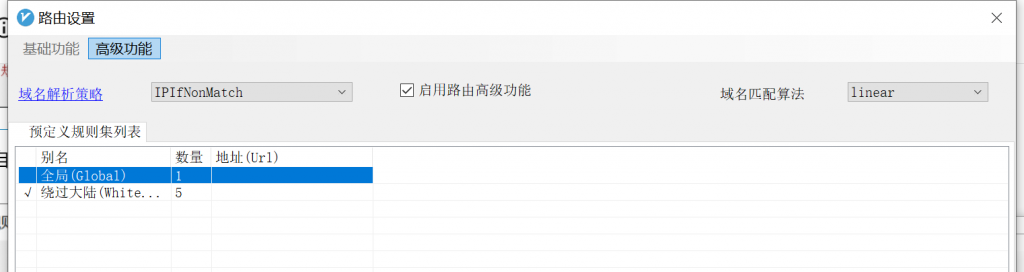 路由设置
基础功能 高级功能
域名解析策略 IPIfNonMatch 启用路由高级功能 域名匹配算法 linear
预定义规则集列表
别名 数量 地址(Url)
全局(Global) 1
√ 绕过大陆(White... 5